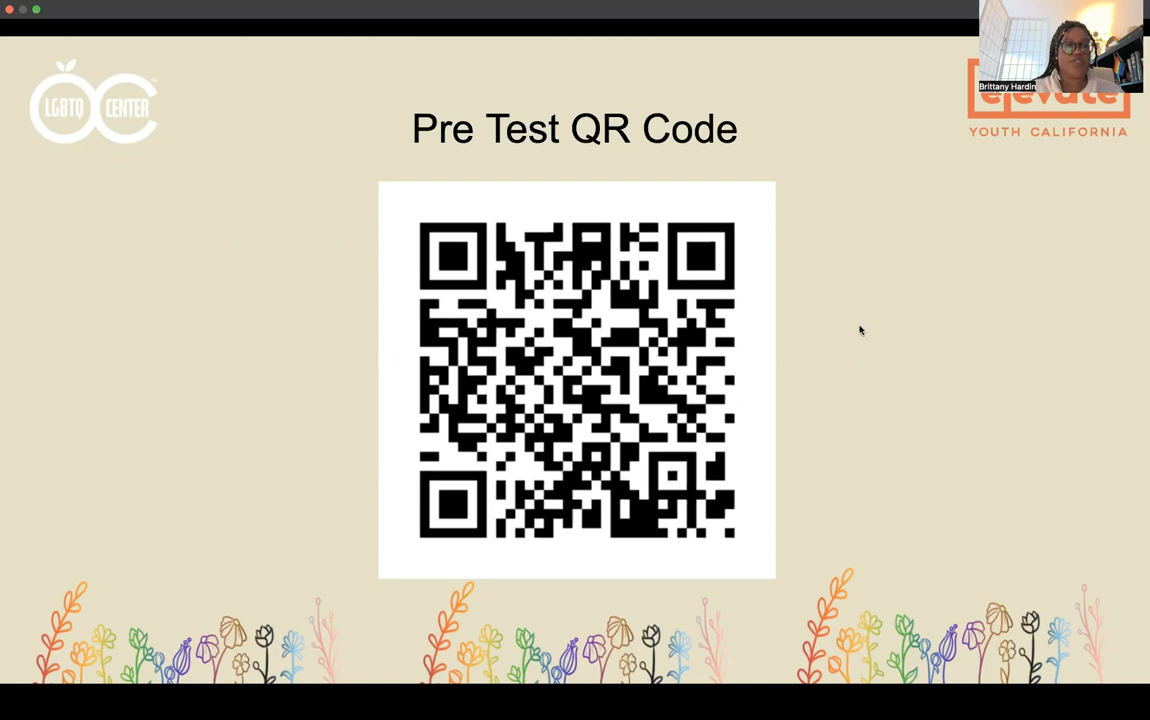 LGBTQ CENTER
Pre Test QR Code
Brittany Hardin
elevate
YOUTH CALIFORNIA